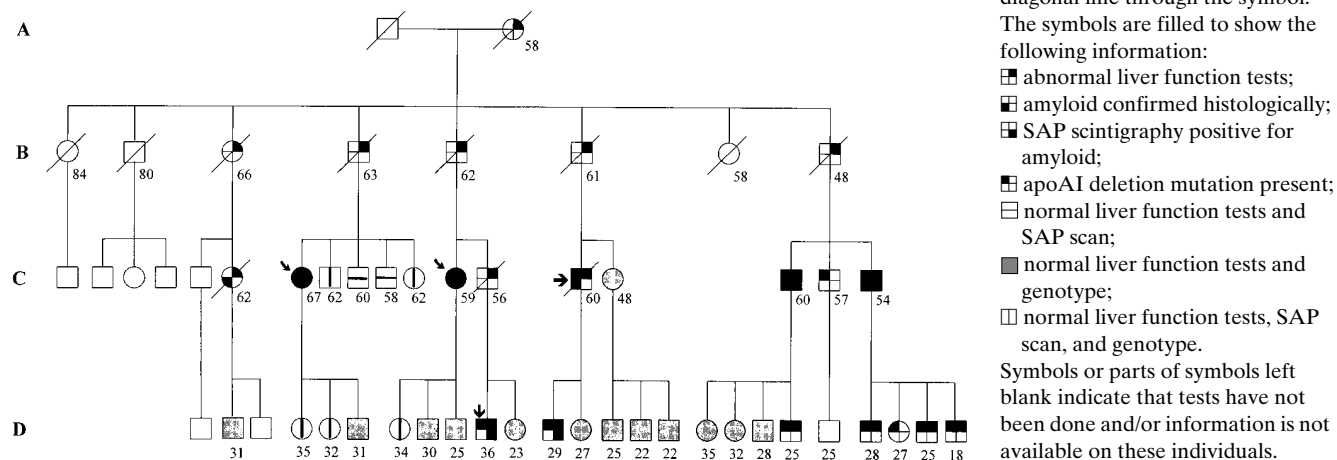 A
58
B
84 80 66 63 62 61 58 48
C
62 67 62 60 58 62 59 56 60 48 60 57 54
D
31 35 32 31 34 30 25 36 23 29 27 25 22 22 35 32 28 25 25 28 27 25 18
diagonal line through the symbol.
The symbols are filled to show the
following information:
abnormal liver function tests;
amyloid confirmed histologically;
SAP scintigraphy positive for
amyloid;
apoAI deletion mutation present;
normal liver function tests and
SAP scan;
normal liver function tests and
genotype;
normal liver function tests, SAP
scan, and genotype.
Symbols or parts of symbols left
blank indicate that tests have not
been done and/or information is not
available on these individuals.